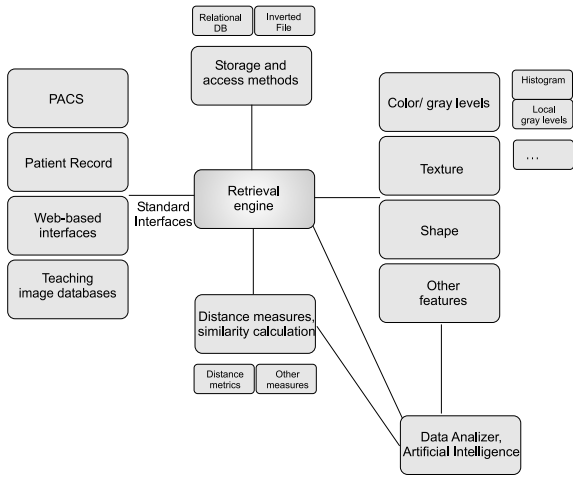 Relational
DB
Inverted
File
Storage and
access methods
PACS
Patient Record
Web-based
interfaces
Teaching
image databases
Standard
Interfaces
Retrieval
engine
Color/ gray levels
Histogram
Local
gray levels
...
Texture
Shape
Other
features
Distance measures,
similarity calculation
Distance
metrics
Other
measures
Data Analizer,
Artificial Intelligence